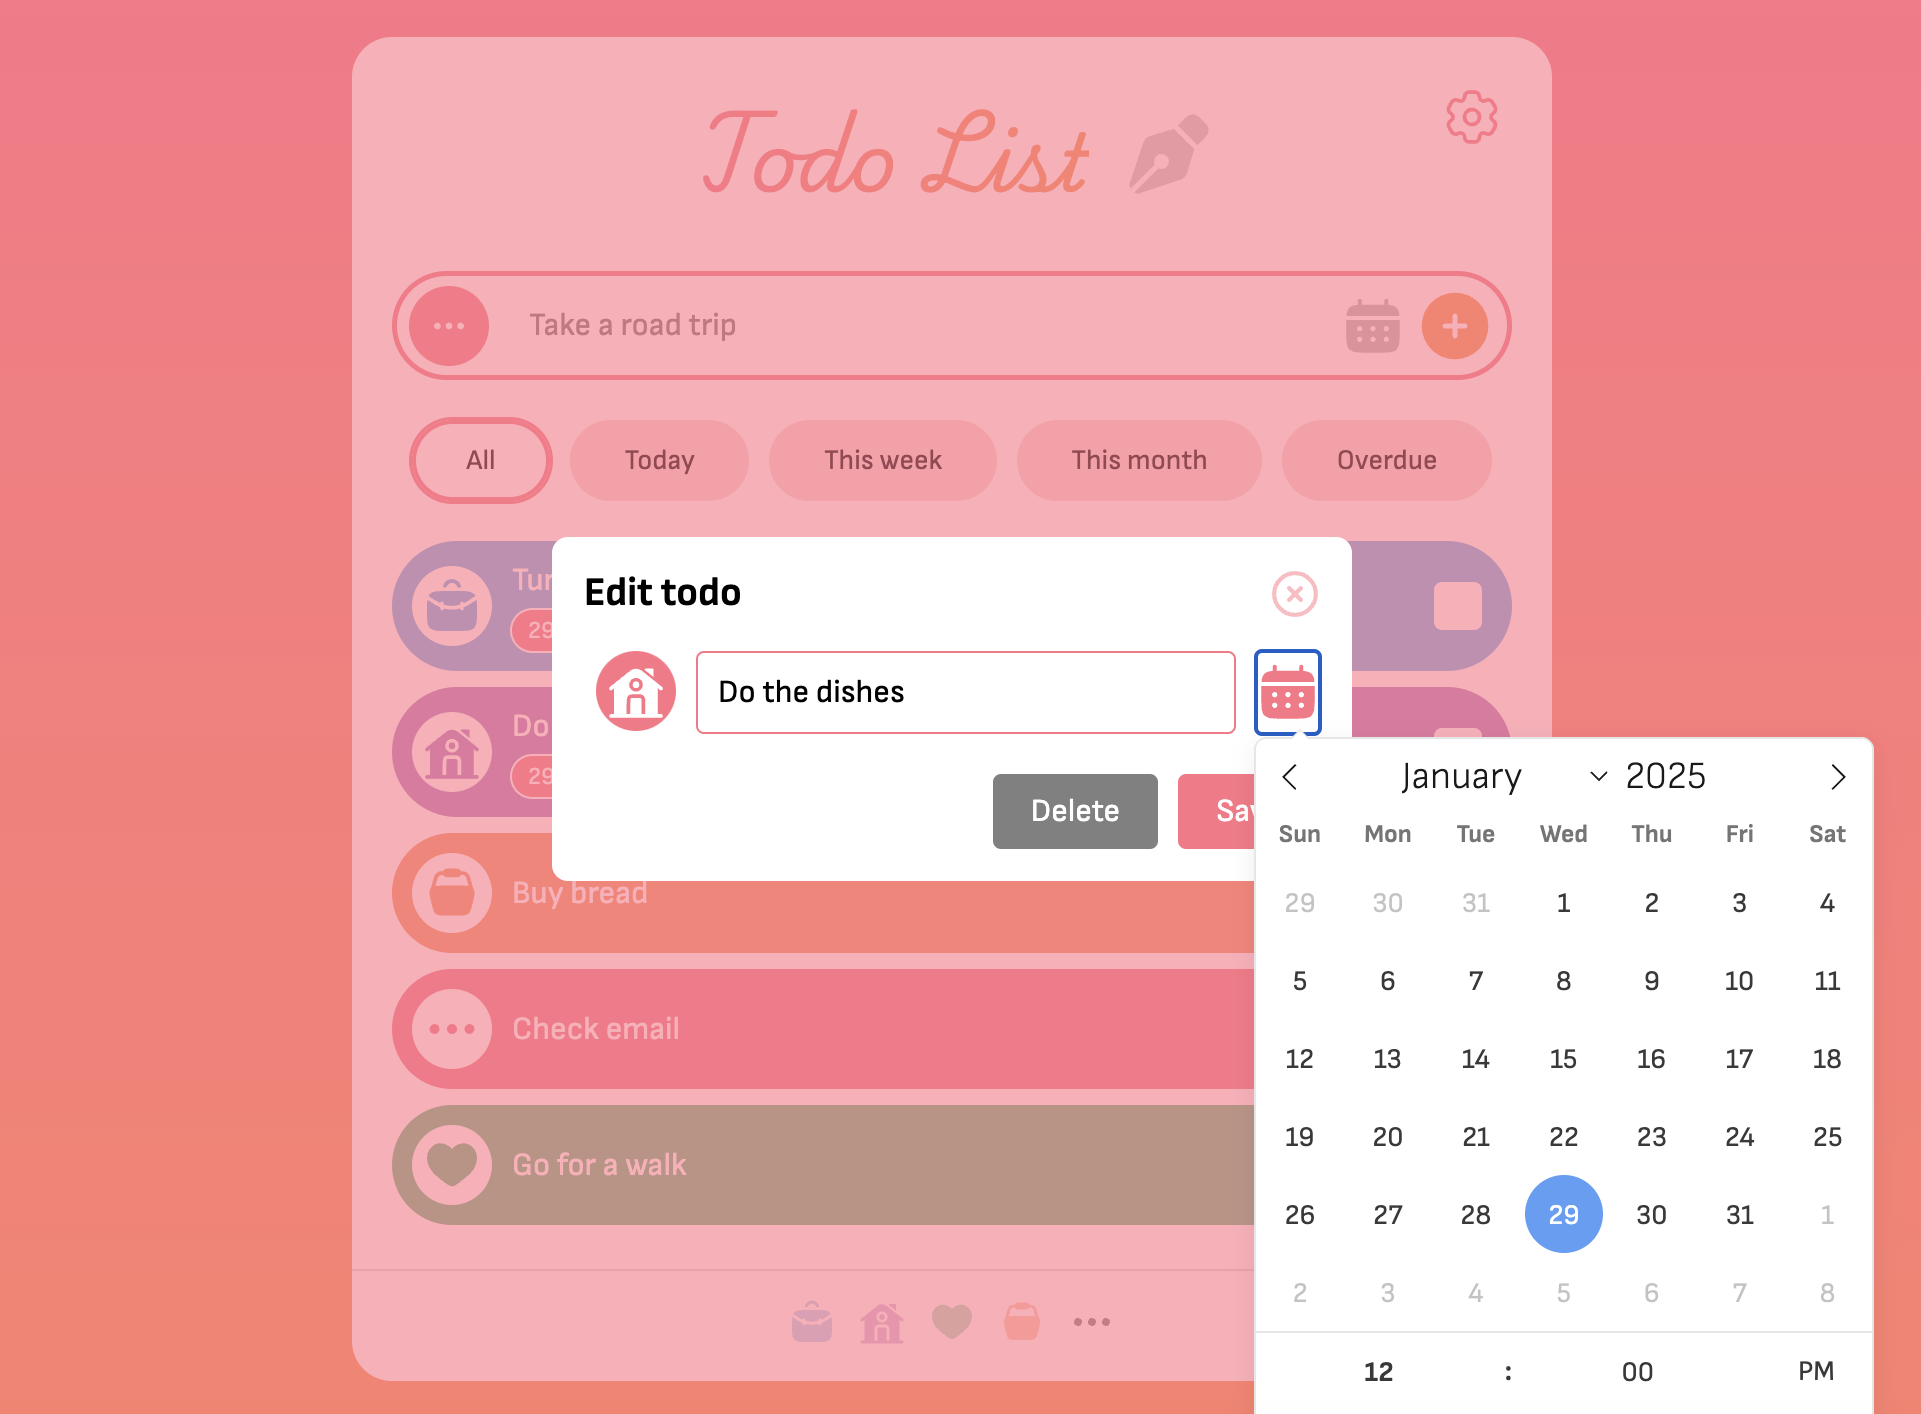 Todo List
Take a road trip
All Today This week This month Overdue
29
Edit todo
Do the dishes
Do
29
Delete
January 2025
Sun Mon Tue Wed Thu Fri Sat
29 30 31 1 2 3 4
5 6 7 8 9 10 11
12 13 14 15 16 17 18
19 20 21 22 23 24 25
26 27 28 29 30 31 1
2 3 4 5 6 7 8
12 : 00 PM
Buy bread
Check email
Go for a walk